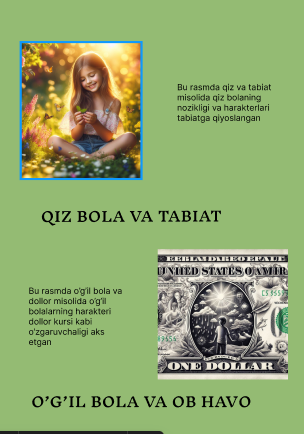 Bu rasmda qiz va tabiat
misolida qiz bolaning
nozikligi va harakterlari
tabiatga qiyoslangan
QIZ BOLA VA TABIAT
UNITED STATES O'AMIR
ONE DOLLAR
Bu rasmda o'g'il bola va
dollor misolida o'g'il
bolalarning harakteri
dollor kursi kabi
o'zgaruvchaligi aks
etgan
O'G'IL BOLA VA OB HAVO